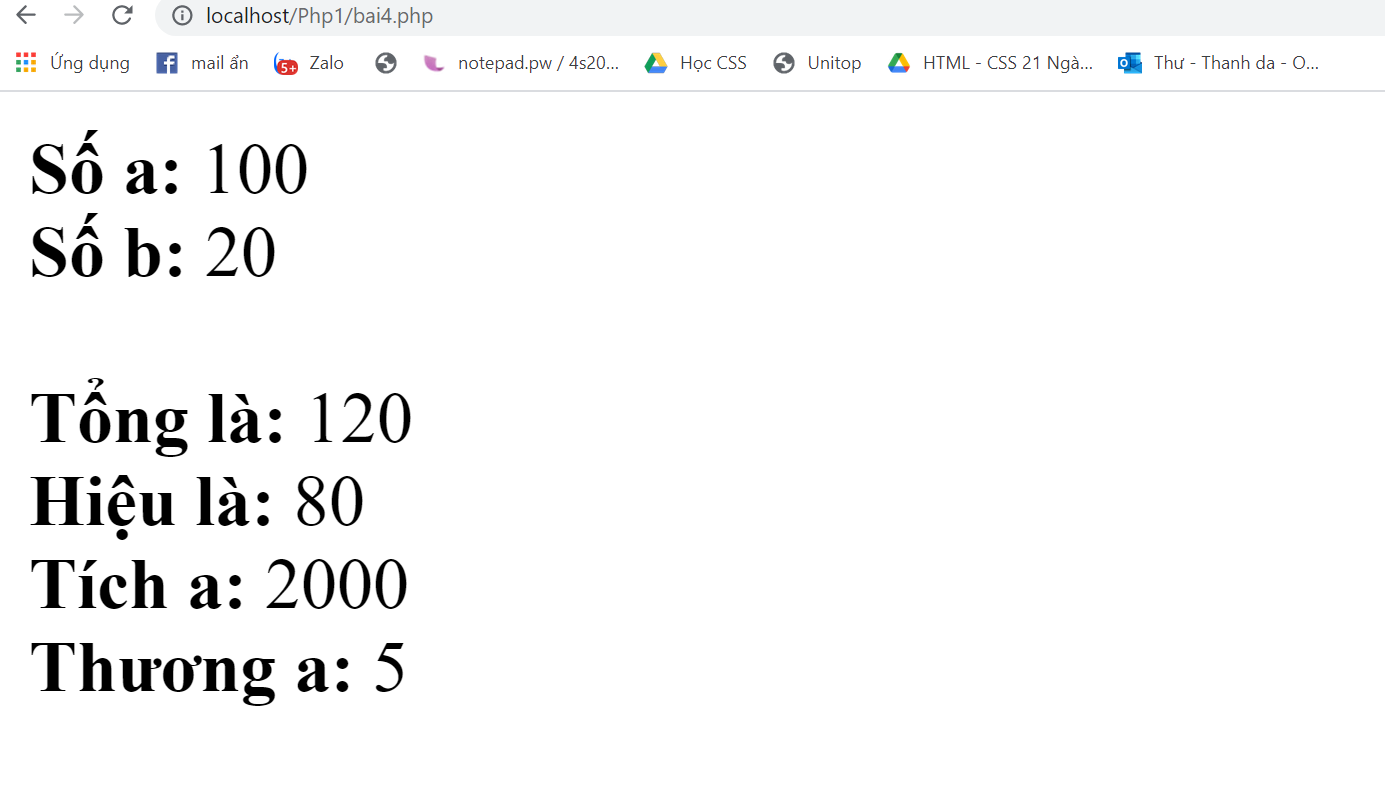 localhost/Php1/bai4.php
Ứng dụng mail ẩn 5+ Zalo notepad.pw / 4s20... Học CSS Unitop HTML - CSS 21 Ngà... Thư - Thanh da - O...
Số a: 100
Số b: 20
Tổng là: 120
Hiệu là: 80
Tích a: 2000
Thương a: 5